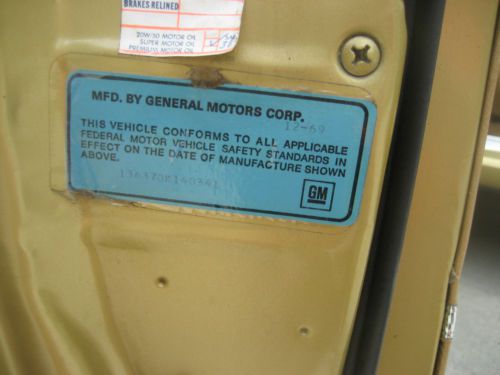 BRAKES RELINED
20W/50 MOTOR OIL
SUPER MOTOR OIL
PREMIUM MOTOR OIL
MFD. BY GENERAL MOTORS CORP.
12-69
THIS VEHICLE CONFORMS TO ALL APPLICABLE
FEDERAL MOTOR VEHICLE SAFETY STANDARDS IN
EFFECT ON THE DATE OF MANUFACTURE SHOWN
ABOVE.
136370K140341
GM